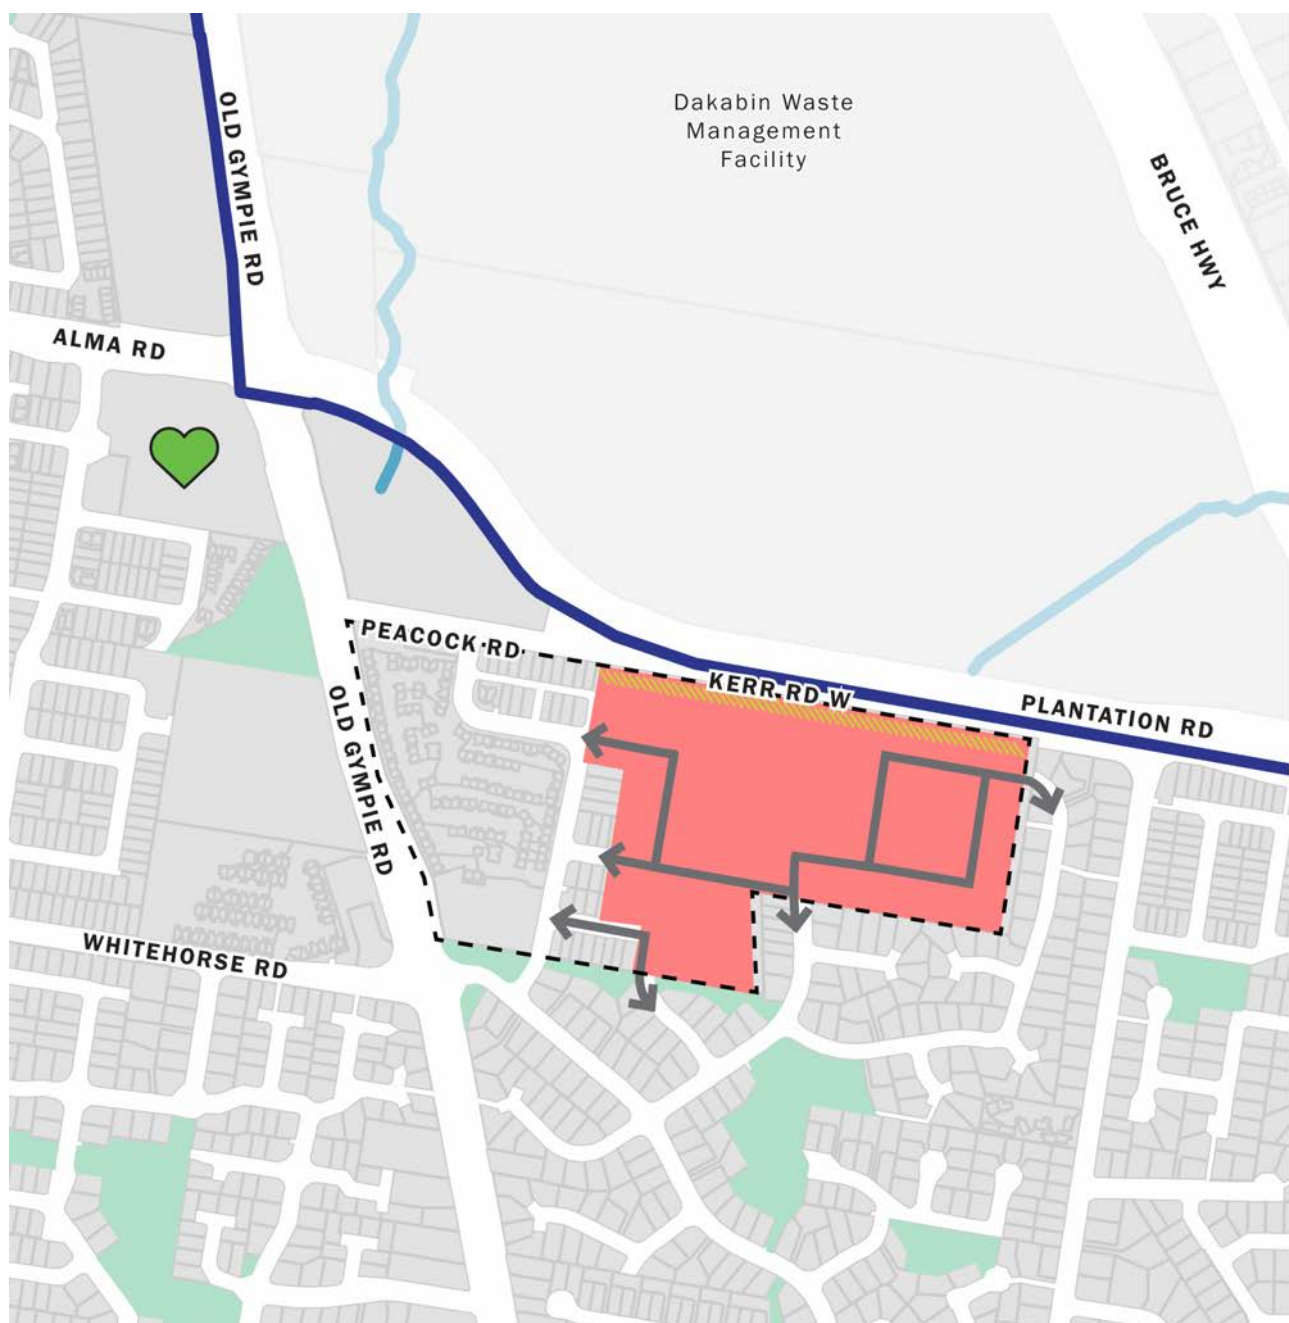 Dakabin Waste
Management
Facility
OLD GYMPIE RD
BRUCE HWY
ALMA RD
PEACOCK RD
KERR RD W
PLANTATION RD
OLD GYMPIE RD
WHITEHORSE RD